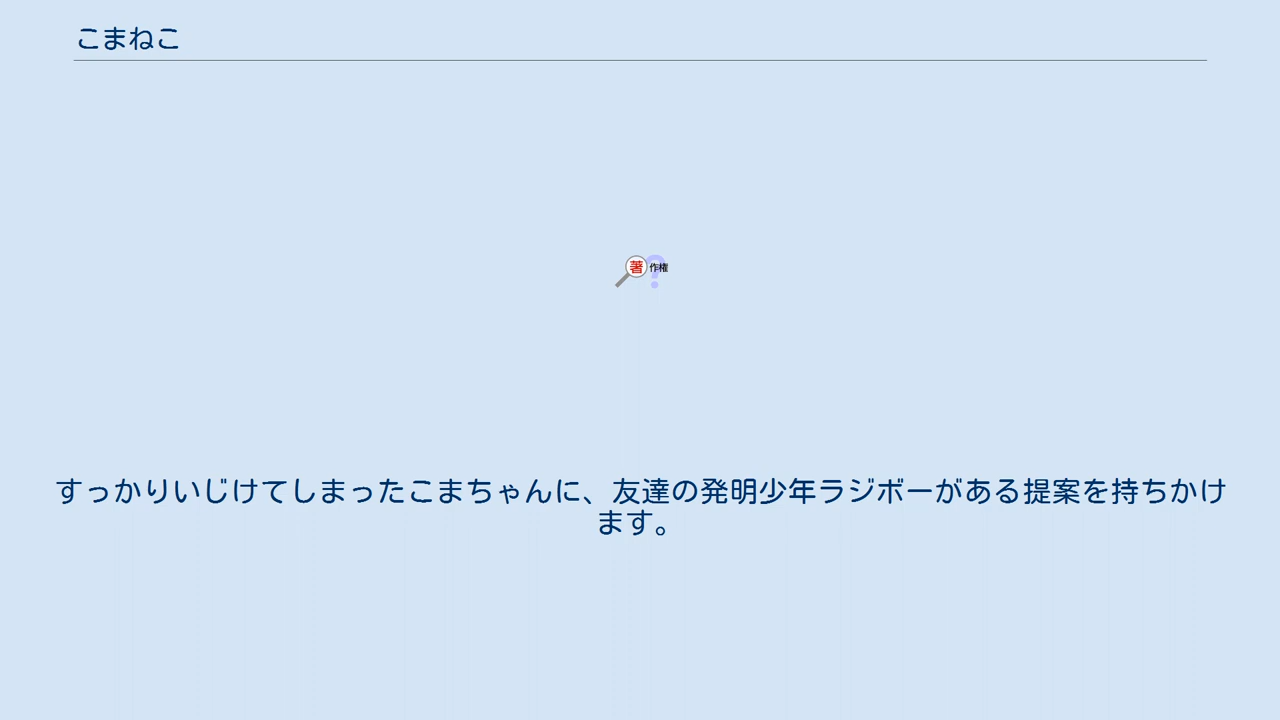 こまねこ
著作権
すっかりいじけてしまったこまちゃんに、友達の発明少年ラジボーがある提案を持ちかけ
ます。